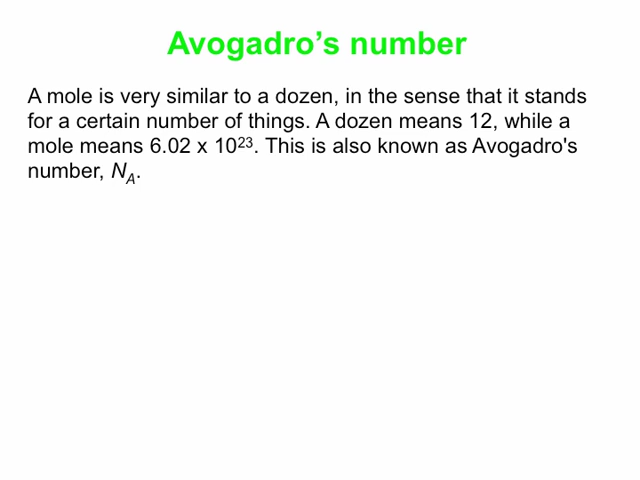 Avogadro’s number
A mole is very similar to a dozen, in the sense that it stands
for a certain number of things. A dozen means 12, while a
mole means 6.02 x 10²³. This is also known as Avogadro's
number, N_A.